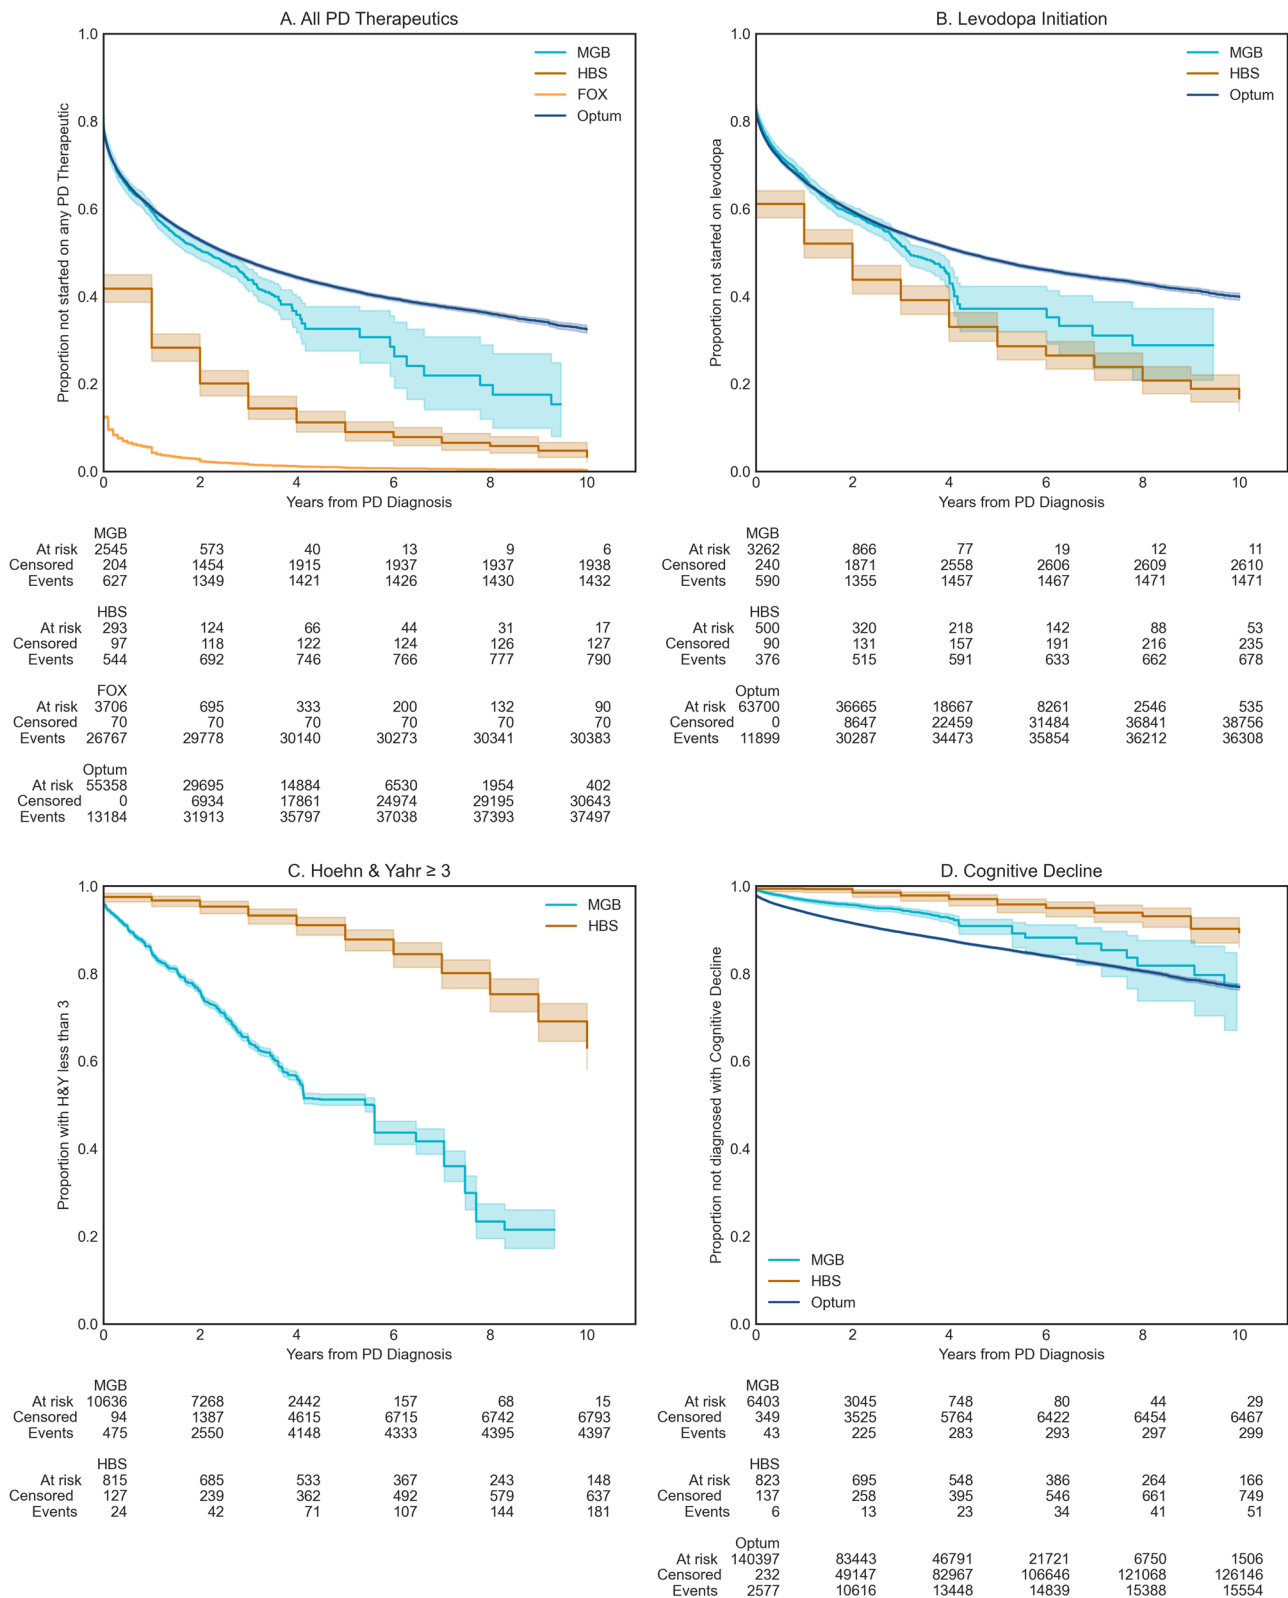 A. All PD Therapeutics
Proportion not started on any PD Therapeutic
1.0
0.8
0.6
0.4
0.2
0.0
MGB
HBS
FOX
Optum
0 2 4 6 8 10
Years from PD Diagnosis
MGB
At risk 2545 573 40 13 9 6
Censored 204 1454 1915 1937 1937 1938
Events 627 1349 1421 1426 1430 1432
HBS
At risk 293 124 66 44 31 17
Censored 97 118 122 124 126 127
Events 544 692 746 766 777 790
FOX
At risk 3706 695 333 200 132 90
Censored 70 70 70 70 70 70
Events 26767 29778 30140 30273 30341 30383
Optum
At risk 55358 29695 14884 6530 1954 402
Censored 0 6934 17861 24974 29195 30643
Events 13184 31913 35797 37038 37393 37497
B. Levodopa Initiation
Proportion not started on levodopa
1.0
0.8
0.6
0.4
0.2
0.0
MGB
HBS
Optum
0 2 4 6 8 10
Years from PD Diagnosis
MGB
At risk 3262 866 77 19 12 11
Censored 240 1871 2558 2606 2609 2610
Events 590 1355 1457 1467 1471 1471
HBS
At risk 500 320 218 142 88 53
Censored 90 131 157 191 216 235
Events 376 515 591 633 662 678
Optum
At risk 63700 36665 18667 8261 2546 535
Censored 0 8647 22459 31484 36841 38756
Events 11899 30287 34473 35854 36212 36308
C. Hoehn & Yahr ≥ 3
Proportion with H&Y less than 3
1.0
0.8
0.6
0.4
0.2
0.0
MGB
HBS
0 2 4 6 8 10
Years from PD Diagnosis
MGB
At risk 10636 7268 2442 157 68 15
Censored 94 1387 4615 6715 6742 6793
Events 475 2550 4148 4333 4395 4397
HBS
At risk 815 685 533 367 243 148
Censored 127 239 362 492 579 637
Events 24 42 71 107 144 181
D. Cognitive Decline
Proportion not diagnosed with Cognitive Decline
1.0
0.8
0.6
0.4
0.2
0.0
MGB
HBS
Optum
0 2 4 6 8 10
Years from PD Diagnosis
MGB
At risk 6403 3045 748 80 44 29
Censored 349 3525 5764 6422 6454 6467
Events 43 225 283 293 297 299
HBS
At risk 823 695 548 386 264 166
Censored 137 258 395 546 661 749
Events 6 13 23 34 41 51
Optum
At risk 140397 83443 46791 21721 6750 1506
Censored 232 49147 82967 106646 121068 126146
Events 2577 10616 13448 14839 15388 15554